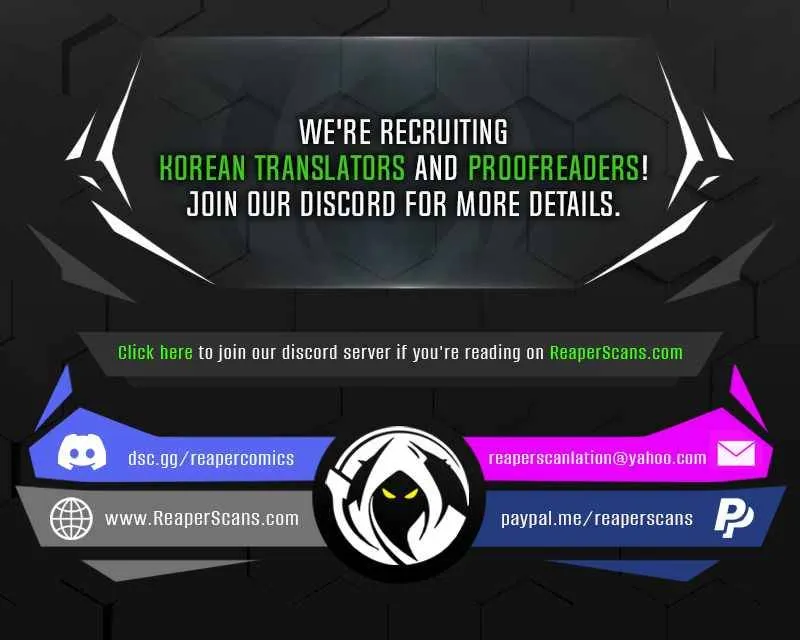 WE'RE RECRUITING
KOREAN TRANSLATORS AND PROOFREADERS!
JOIN OUR DISCORD FOR MORE DETAILS.
Click here to join our discord server if you're reading on ReaperScans.com
dsc.gg/reapercomics
reaperscanlation@yahoo.com
www.ReaperScans.com
paypal.me/reaperscans